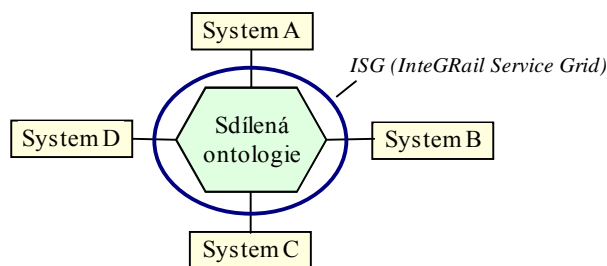 System A
ISG (InteGRail Service Grid)
System D
Sdílená
ontologie
System B
System C